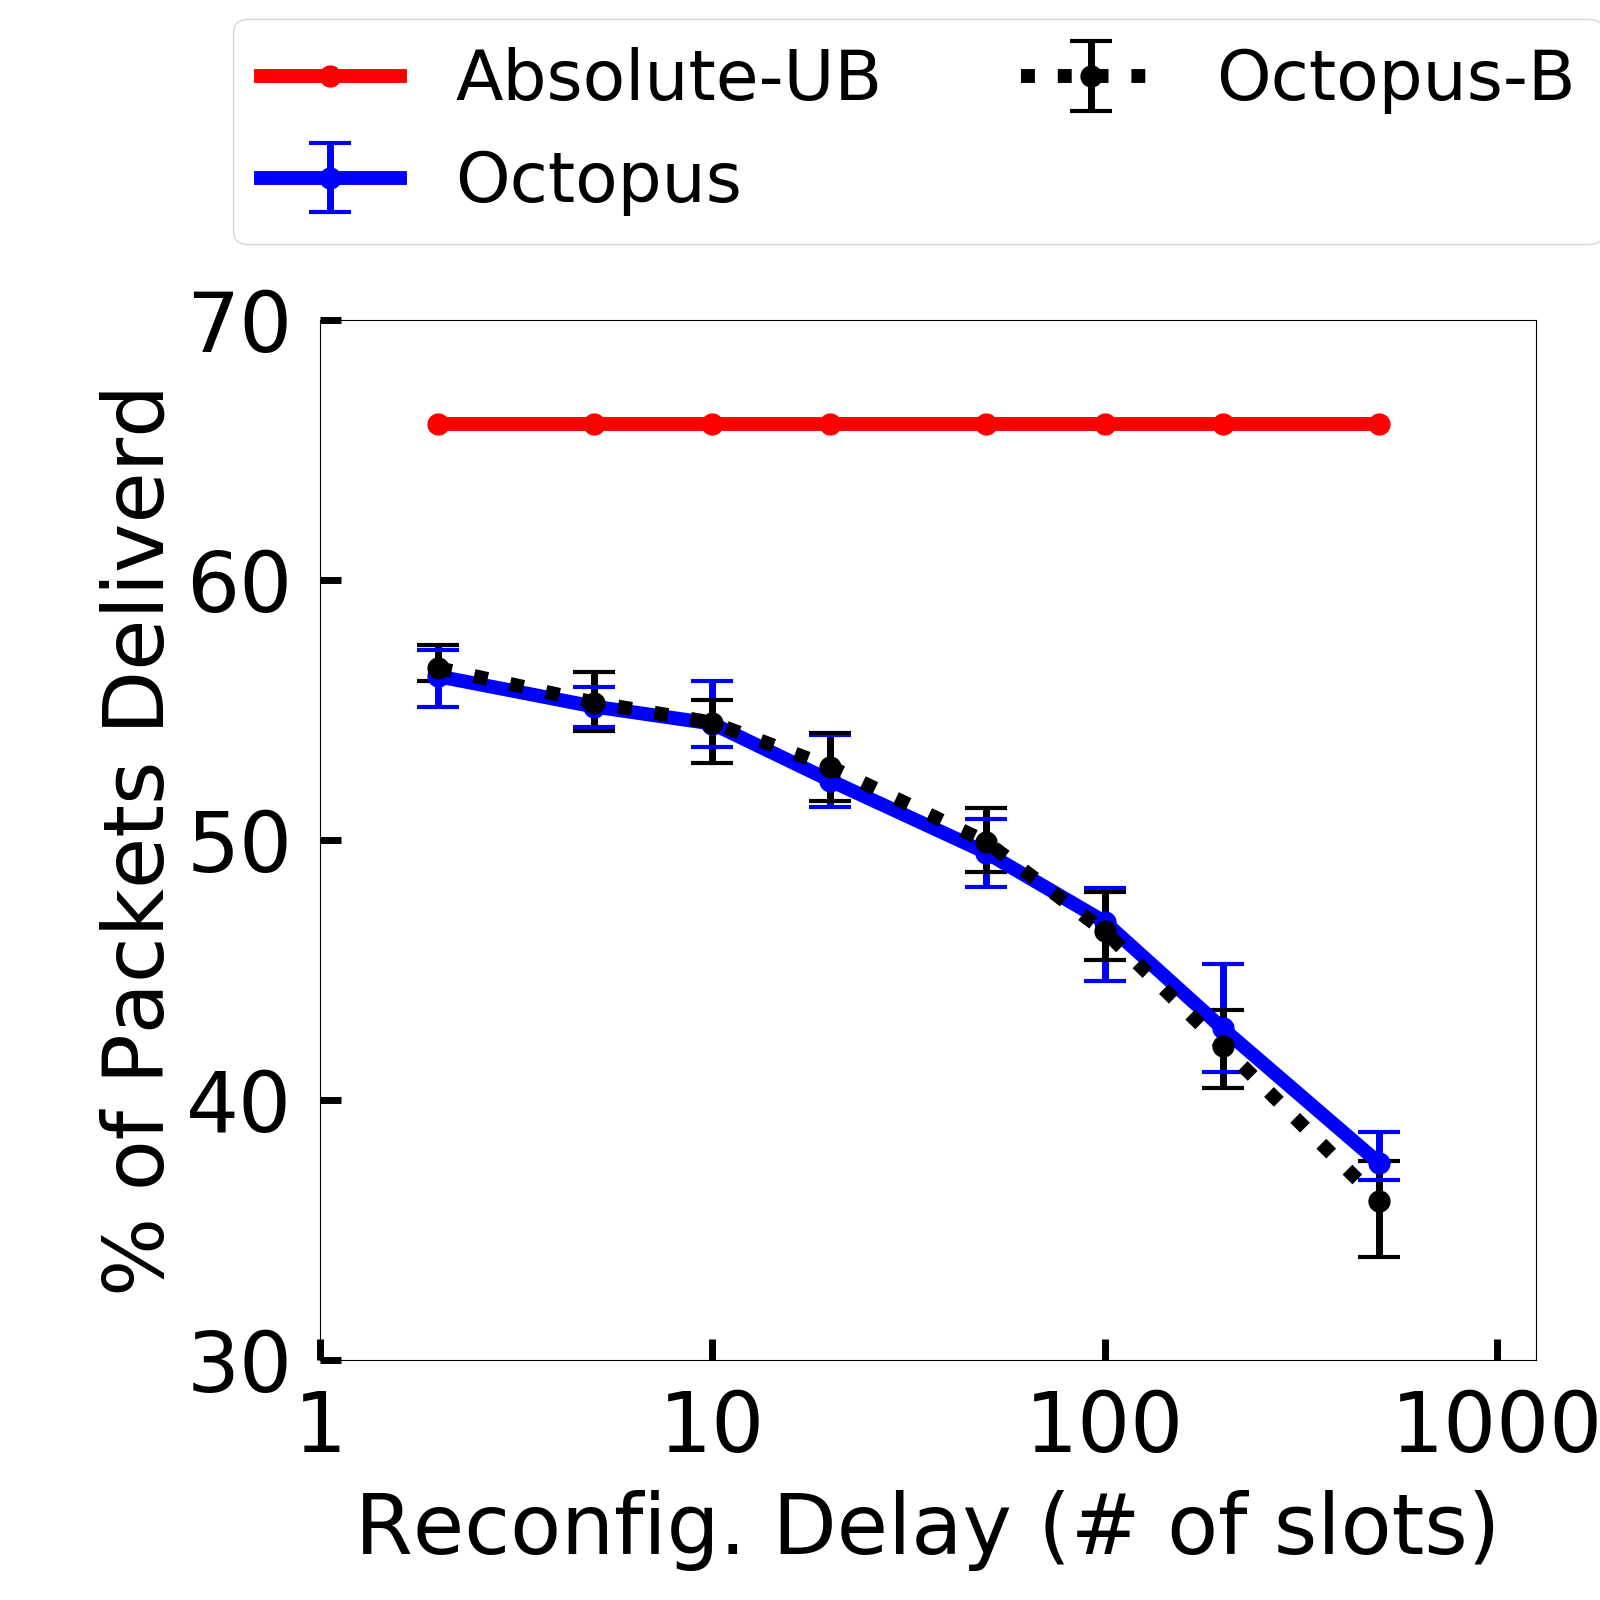 Absolute-UB
Octopus
Octopus-B
70
60
50
40
30
% of Packets Deliverd
1 10 100 1000
Reconfig. Delay (# of slots)